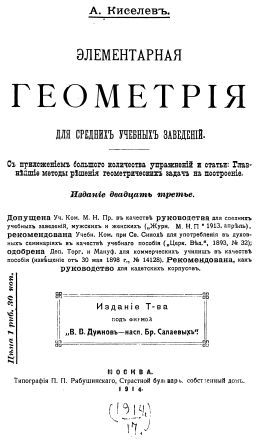 А. Киселевъ.
ЭЛЕМЕНТАРНАЯ
ГЕОМЕТРІЯ
ДЛЯ СРЕДНИХЪ УЧЕБНЫХЪ ЗАВЕДЕНІЙ.
Съ приложеніемъ большого количества упражненій и статьи: Глав-
нѣйшіе методы рѣшенія геометрическихъ задачъ на построеніе.
Изданіе двадцать третье.
Допущена Уч. Ком. М. Н. Пр. въ качествѣ руководства для среднихъ
учебныхъ заведеній, мужскихъ и женскихъ („Журн. М. Н. П" 1913, апрѣль),
рекомендована Учебн. Ком. при Св. Синодѣ для употребленія въ духов-
ныхъ семинаріяхъ въ качествѣ учебнаго пособія („Церк. Вѣд.", 1893, № 32);
одобрена Деп. Торг. и Мануф. для коммерческихъ училищъ въ качествѣ
пособія (извѣщеніе отъ 30 мая 1898 г., № 14128). Рекомендована, какъ
руководство для кадетскихъ корпусовъ.
Цѣна 1 руб. 30 коп.
Изданіе Т-ва
ПОДЪ ФИРМОЙ
„В. В. Думновъ—насл. Бр. Салаевыхъ".
МОСКВА.
Типографія П. П. Рябушинскаго, Страстной бульваръ, собственный домъ.
1914.
(1914
17.)